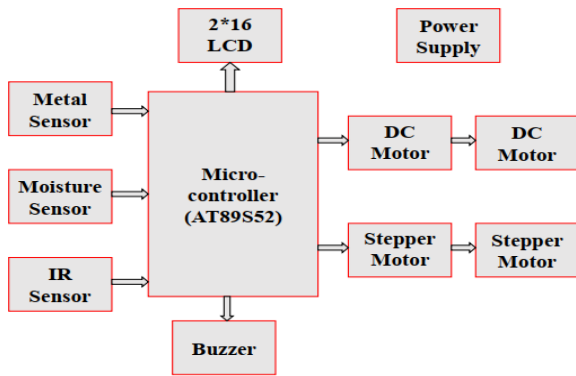 2*16
LCD
Power
Supply
Metal
Sensor
DC
Motor
DC
Motor
Micro-
controller
(AT89S52)
Moisture
Sensor
Stepper
Motor
Stepper
Motor
IR
Sensor
Buzzer